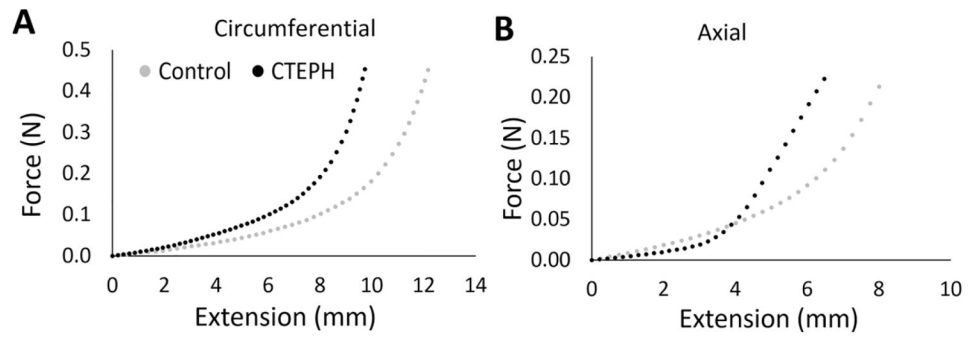 A
Circumferential
Control
CTEPH
Force (N)
0.5
0.4
0.3
0.2
0.1
0.0
0 2 4 6 8 10 12 14
Extension (mm)
B
Axial
Force (N)
0.25
0.20
0.15
0.10
0.05
0.00
0 2 4 6 8 10
Extension (mm)